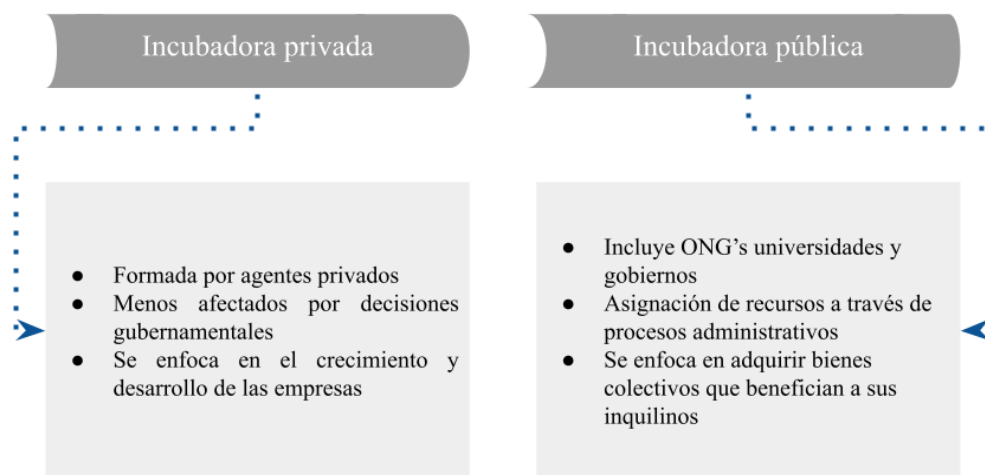 Incubadora privada
● Formada por agentes privados
● Menos afectados por decisiones
gubernamentales
● Se enfoca en el crecimiento y
desarrollo de las empresas
Incubadora pública
● Incluye ONG’s universidades y
gobiernos
● Asignación de recursos a través de
procesos administrativos
● Se enfoca en adquirir bienes
colectivos que benefician a sus
inquilinos